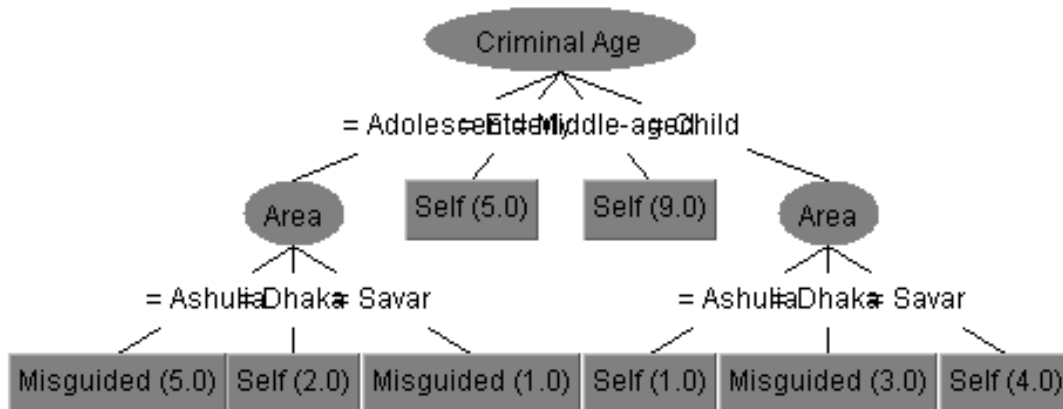 Criminal Age
= Adolescent = Elderly = Middle-aged = Child
Area Self (5.0) Self (9.0) Area
= Ashulia = Dhaka = Savar = Ashulia = Dhaka = Savar
Misguided (5.0) Self (2.0) Misguided (1.0) Self (1.0) Misguided (3.0) Self (4.0)